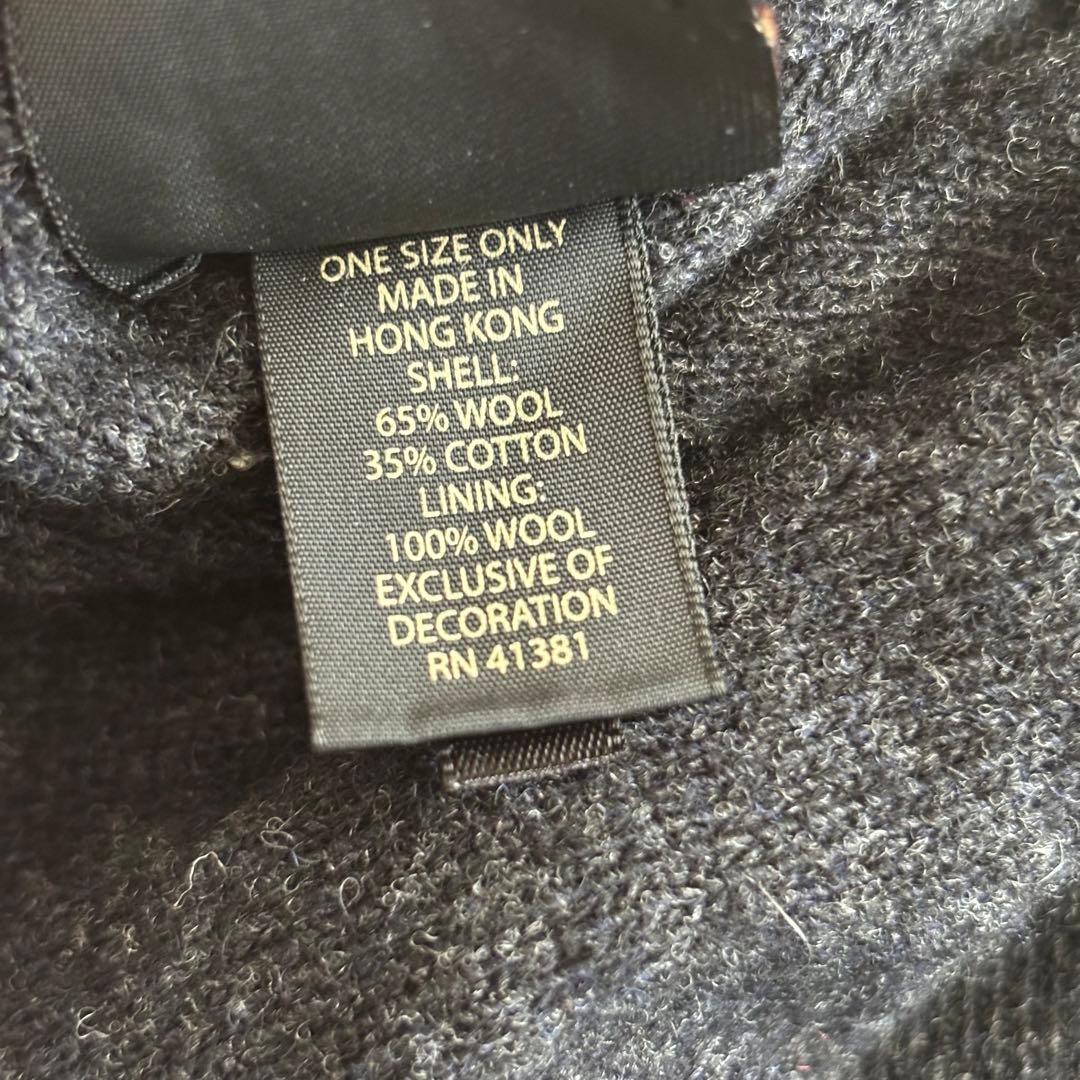 ONE SIZE ONLY
MADE IN
HONG KONG
SHELL:
65% WOOL
35% COTTON
LINING:
100% WOOL
EXCLUSIVE OF
DECORATION
RN 41381